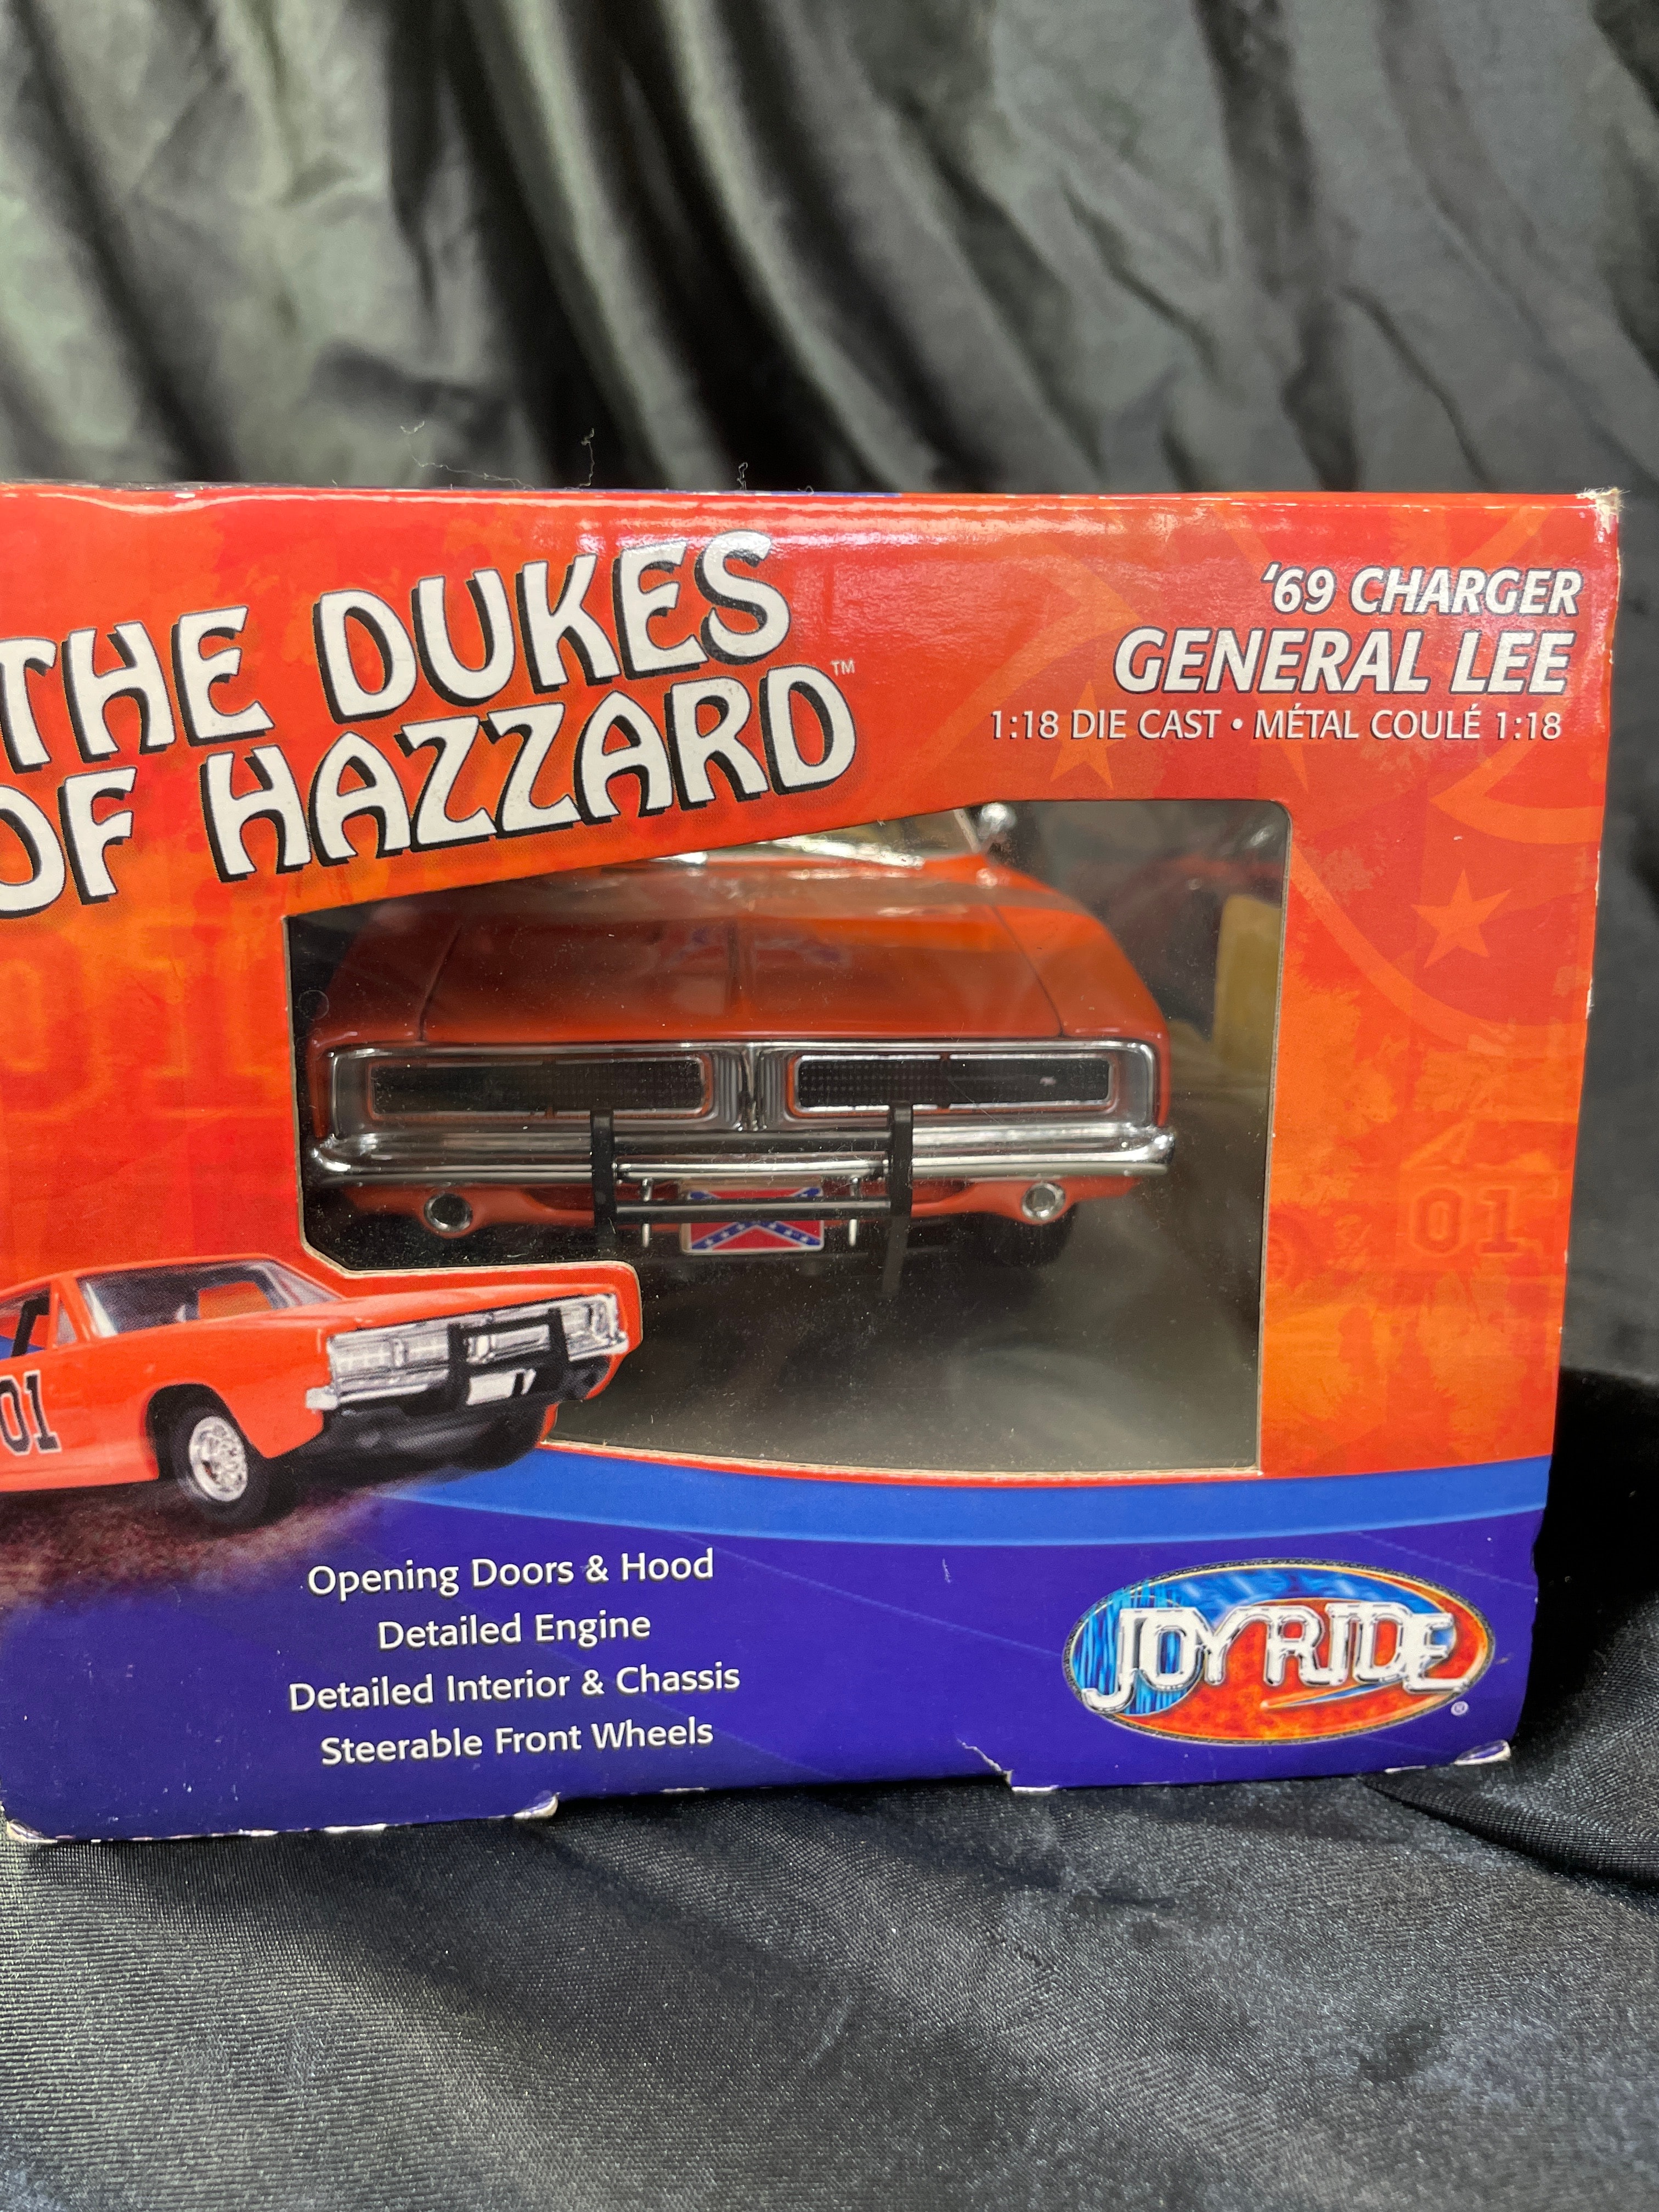 THE DUKES
OF HAZZARD™
'69 CHARGER
GENERAL LEE
1:18 DIE CAST • MÉTAL COULÉ 1:18
01
01
01
Opening Doors & Hood
Detailed Engine
Detailed Interior & Chassis
Steerable Front Wheels
JOYRIDE®